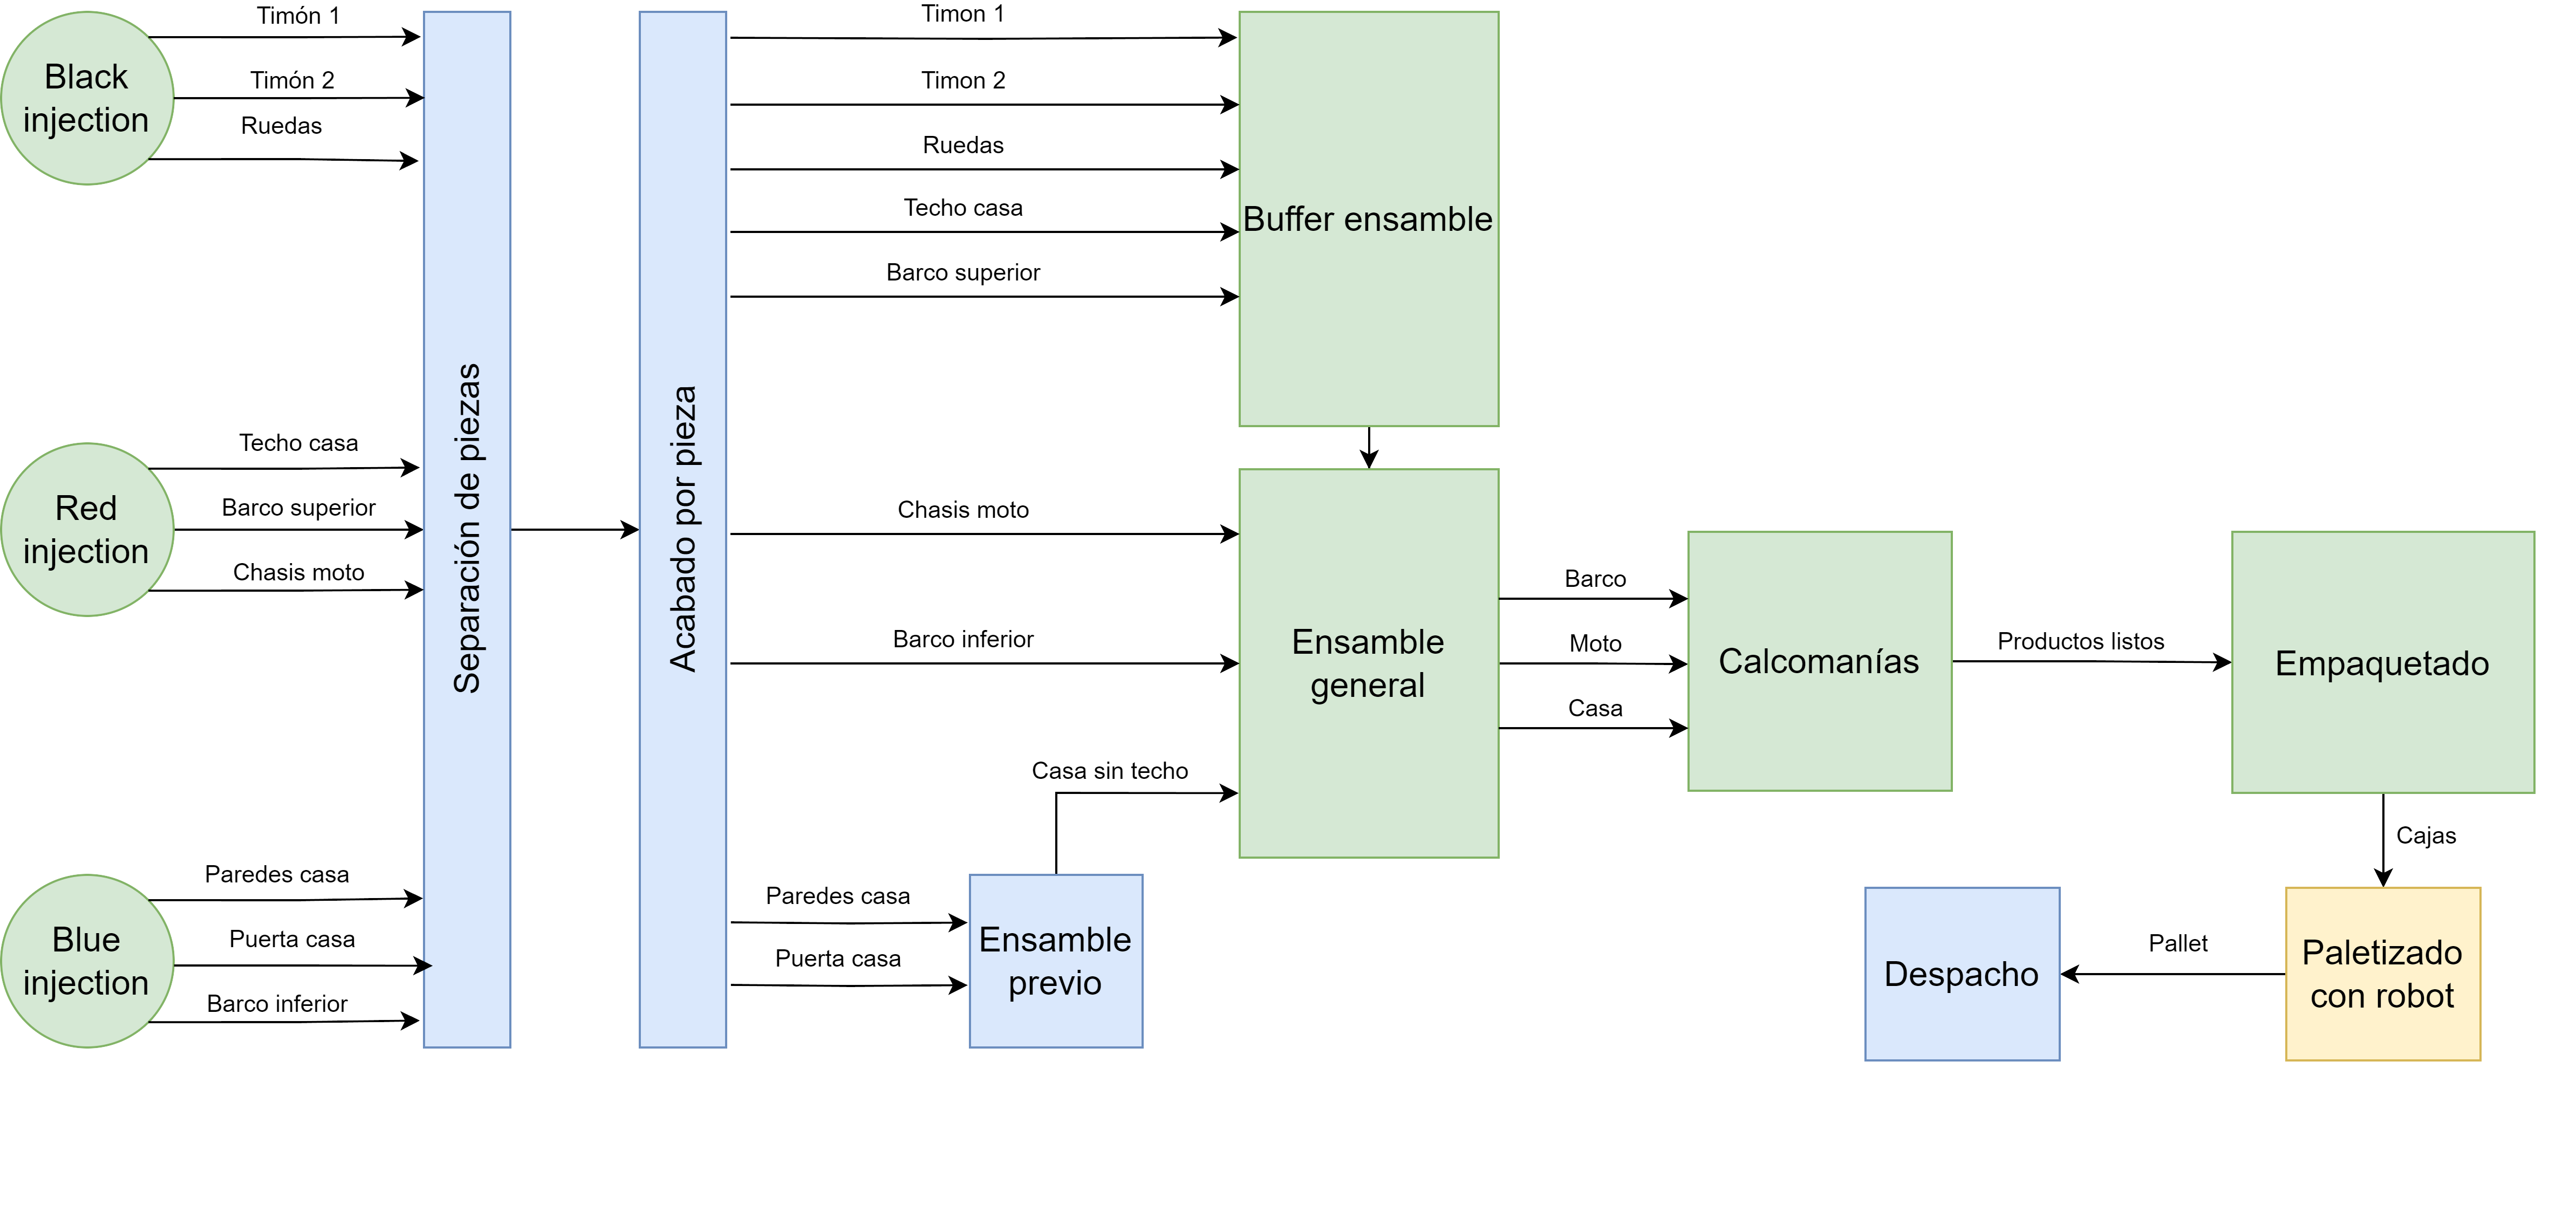 Black
injection
Timón 1
Timón 2
Ruedas
Red
injection
Techo casa
Barco superior
Chasis moto
Blue
injection
Paredes casa
Puerta casa
Barco inferior
Separación de piezas
Acabado por pieza
Timon 1
Timon 2
Ruedas
Techo casa
Barco superior
Buffer ensamble
Chasis moto
Barco inferior
Casa sin techo
Paredes casa
Puerta casa
Ensamble
previo
Ensamble
general
Barco
Moto
Casa
Calcomanías
Productos listos
Empaquetado
Cajas
Paletizado
con robot
Pallet
Despacho